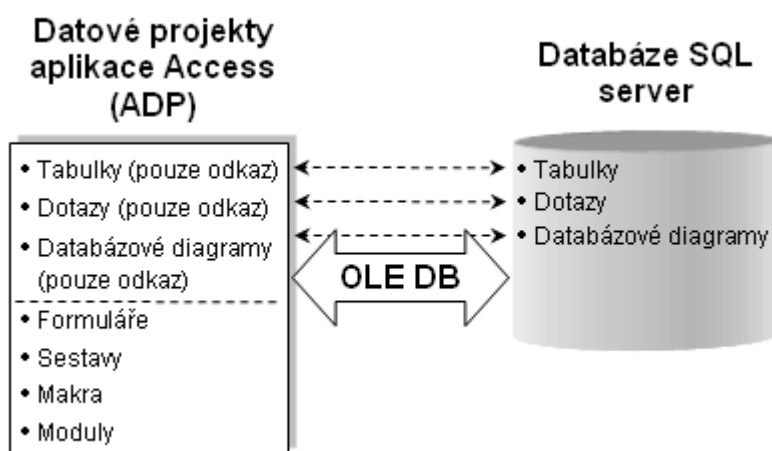 Datové projekty
aplikace Access
(ADP)
• Tabulky (pouze odkaz)
• Dotazy (pouze odkaz)
• Databázové diagramy
(pouze odkaz)
• Formuláře
• Sestavy
• Makra
• Moduly
OLE DB
Databáze SQL
server
• Tabulky
• Dotazy
• Databázové diagramy